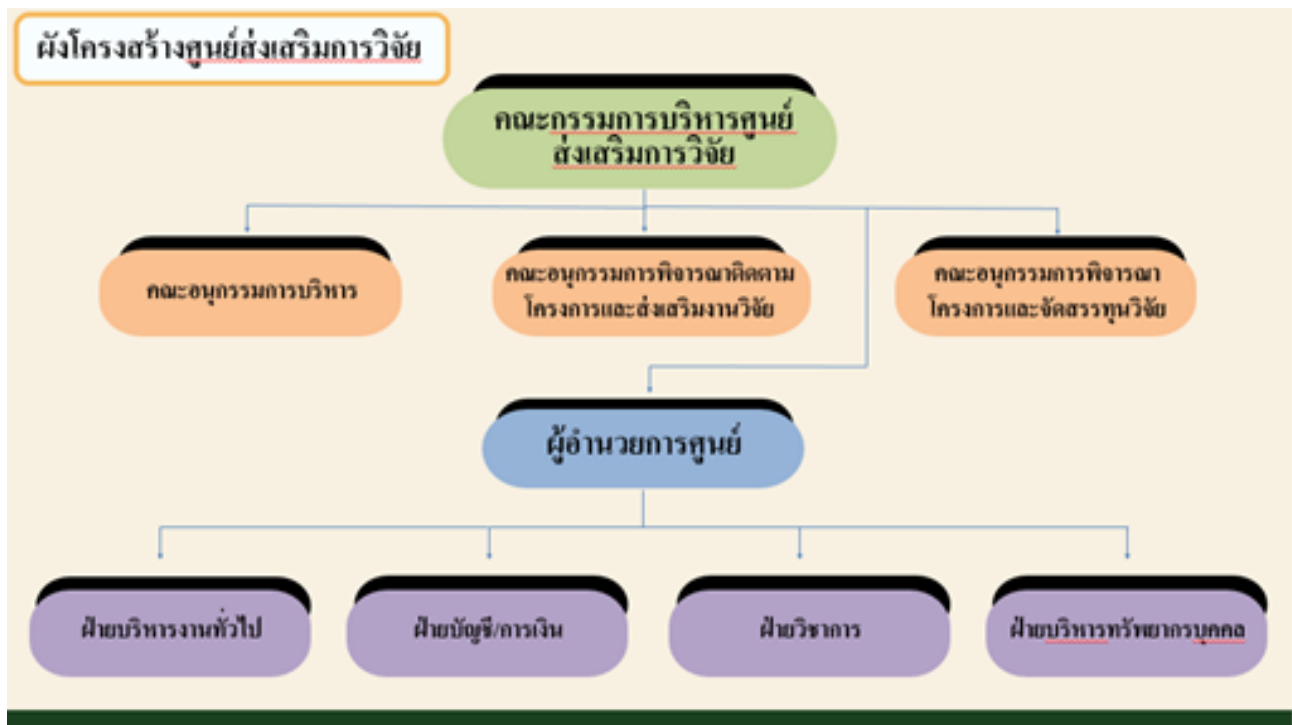 ผังโครงสร้างศูนย์ส่งเสริมการวิจัย
คณะกรรมการบริหารศูนย์
ส่งเสริมการวิจัย
คณะอนุกรรมการบริหาร
คณะอนุกรรมการพิจารณาติดตาม
โครงการและส่งเสริมงานวิจัย
คณะอนุกรรมการพิจารณา
โครงการและจัดสรรทุนวิจัย
ผู้อำนวยการศูนย์
ฝ่ายบริหารงานทั่วไป
ฝ่ายบัญชี/การเงิน
ฝ่ายวิชาการ
ฝ่ายบริหารทรัพยากรบุคคล